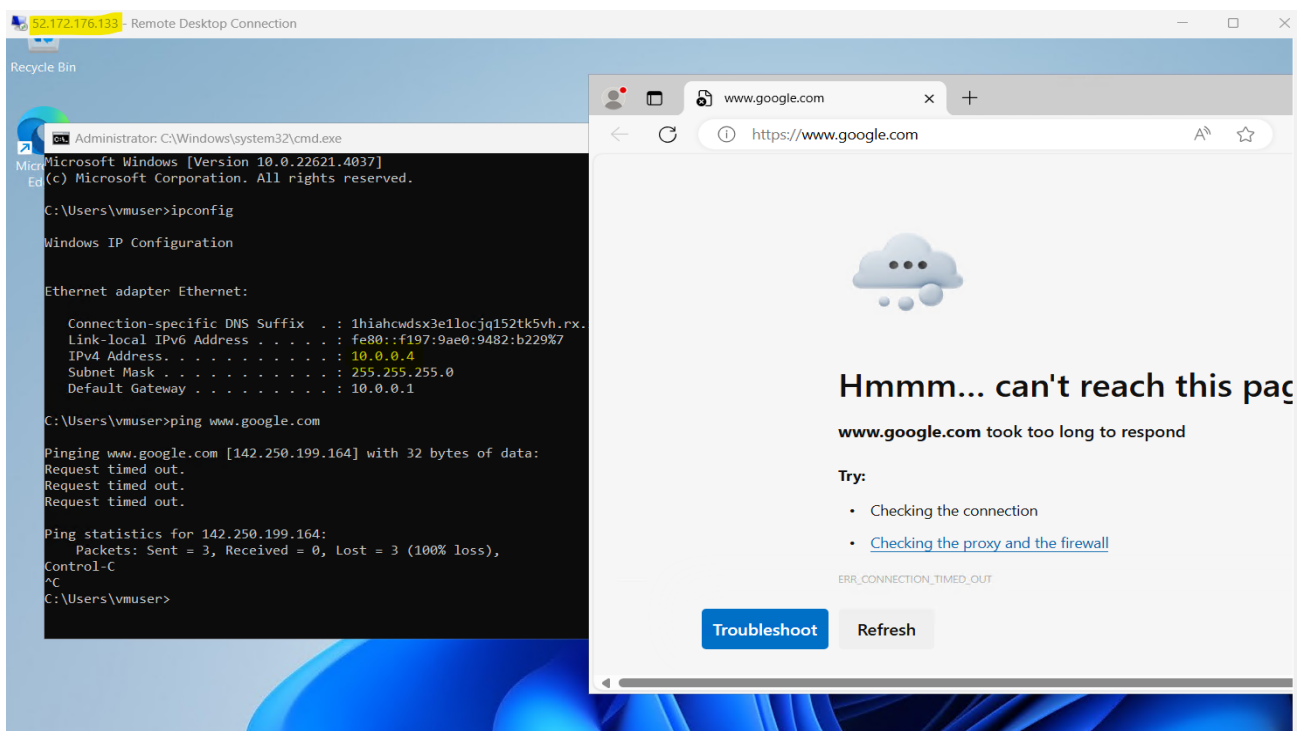 52.172.176.133 - Remote Desktop Connection
Recycle Bin
Micr
Ed
Administrator: C:\Windows\system32\cmd.exe
Microsoft Windows [Version 10.0.22621.4037]
(c) Microsoft Corporation. All rights reserved.
C:\Users\vmuser>ipconfig
Windows IP Configuration
Ethernet adapter Ethernet:
Connection-specific DNS Suffix . : 1hiahcwdsx3e1locjq152tk5vh.rx.
Link-local IPv6 Address . . . . . : fe80::f197:9ae0:9482:b229%7
IPv4 Address. . . . . . . . . . . : 10.0.0.4
Subnet Mask . . . . . . . . . . . : 255.255.255.0
Default Gateway . . . . . . . . . : 10.0.0.1
C:\Users\vmuser>ping www.google.com
Pinging www.google.com [142.250.199.164] with 32 bytes of data:
Request timed out.
Request timed out.
Request timed out.
Ping statistics for 142.250.199.164:
Packets: Sent = 3, Received = 0, Lost = 3 (100% loss),
Control-C
^C
C:\Users\vmuser>
www.google.com
https://www.google.com
Hmmm... can't reach this pag
www.google.com took too long to respond
Try:
• Checking the connection
• Checking the proxy and the firewall
ERR_CONNECTION_TIMED_OUT
Troubleshoot Refresh